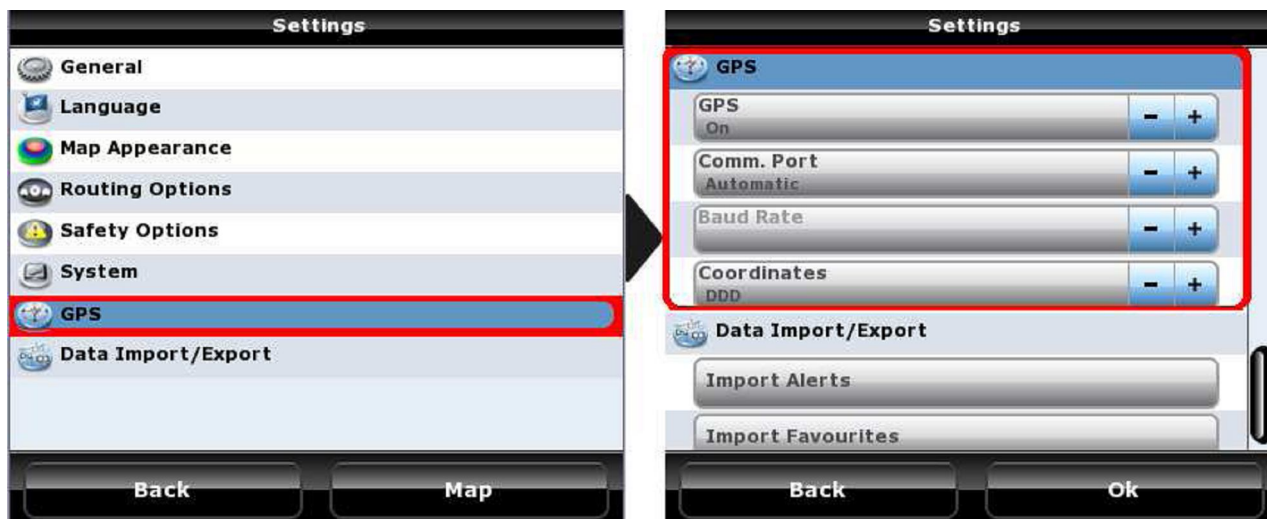 Settings
General
Language
Map Appearance
Routing Options
Safety Options
System
GPS
Data Import/Export
Back Map
Settings
GPS
GPS
On
- +
Comm. Port
Automatic
- +
Baud Rate
- +
Coordinates
DDD
- +
Data Import/Export
Import Alerts
Import Favourites
Back Ok